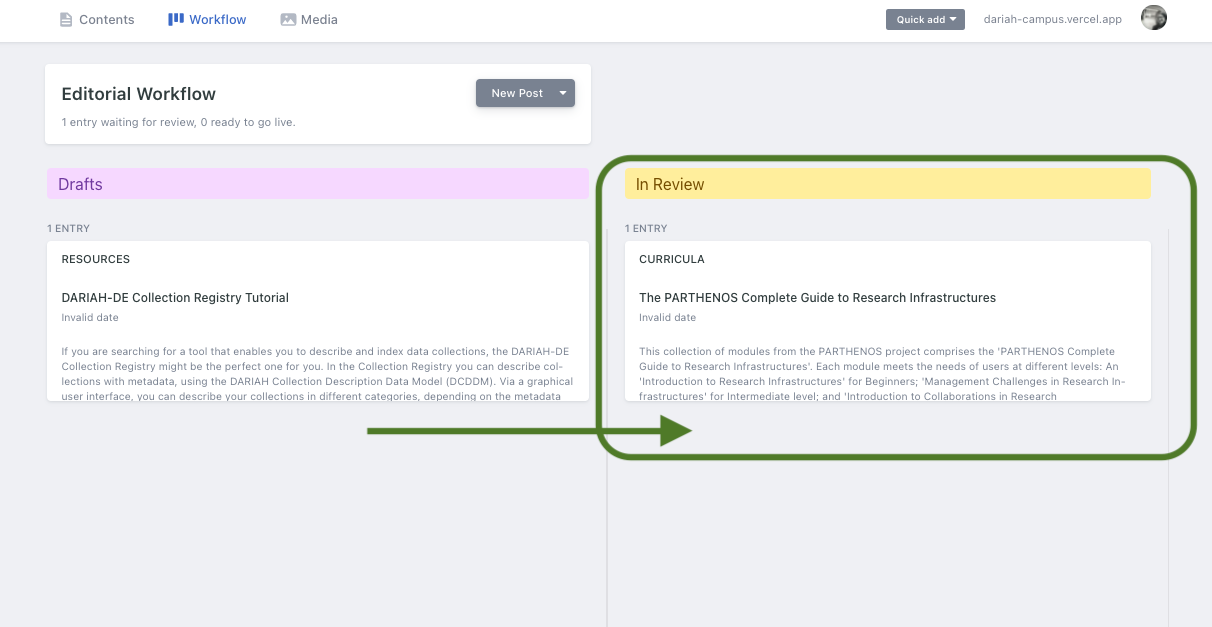 Contents
Workflow
Media
Quick add
dariah-campus.vercel.app
Editorial Workflow
New Post
1 entry waiting for review, 0 ready to go live.
Drafts
1 ENTRY
RESOURCES
DARIAH-DE Collection Registry Tutorial
Invalid date
If you are searching for a tool that enables you to describe and index data collections, the DARIAH-DE
Collection Registry might be the perfect one for you. In the Collection Registry you can describe col-
lections with metadata, using the DARIAH Collection Description Data Model (DCDDM). Via a graphical
user interface, you can describe your collections in different categories, depending on the metadata
In Review
1 ENTRY
CURRICULA
The PARTHENOS Complete Guide to Research Infrastructures
Invalid date
This collection of modules from the PARTHENOS project comprises the 'PARTHENOS Complete
Guide to Research Infrastructures'. Each module meets the needs of users at different levels: An
'Introduction to Research Infrastructures' for Beginners; 'Management Challenges in Research In-
frastructures' for Intermediate level; and 'Introduction to Collaborations in Research